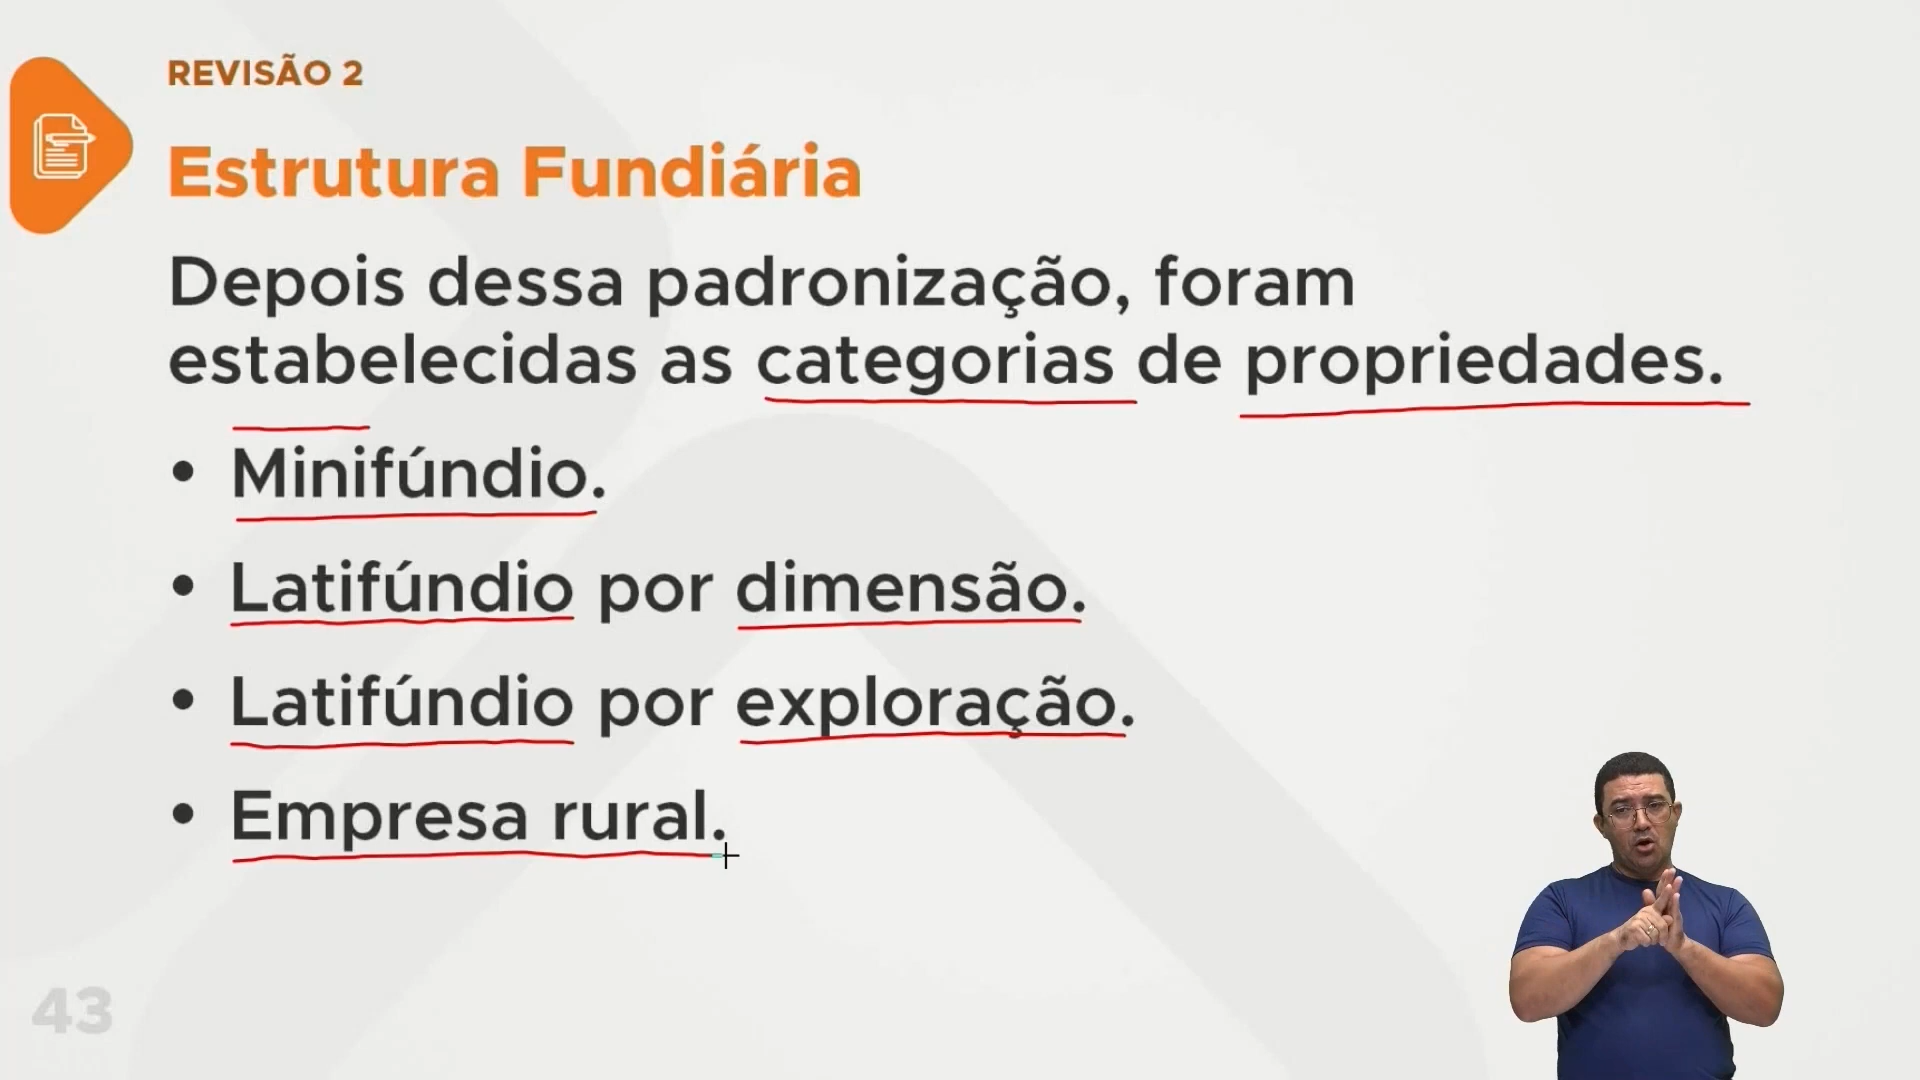 REVISÃO 2
Estrutura Fundiária
Depois dessa padronização, foram
estabelecidas as categorias de propriedades.
• Minifúndio.
• Latifúndio por dimensão.
• Latifúndio por exploração.
• Empresa rural.
43